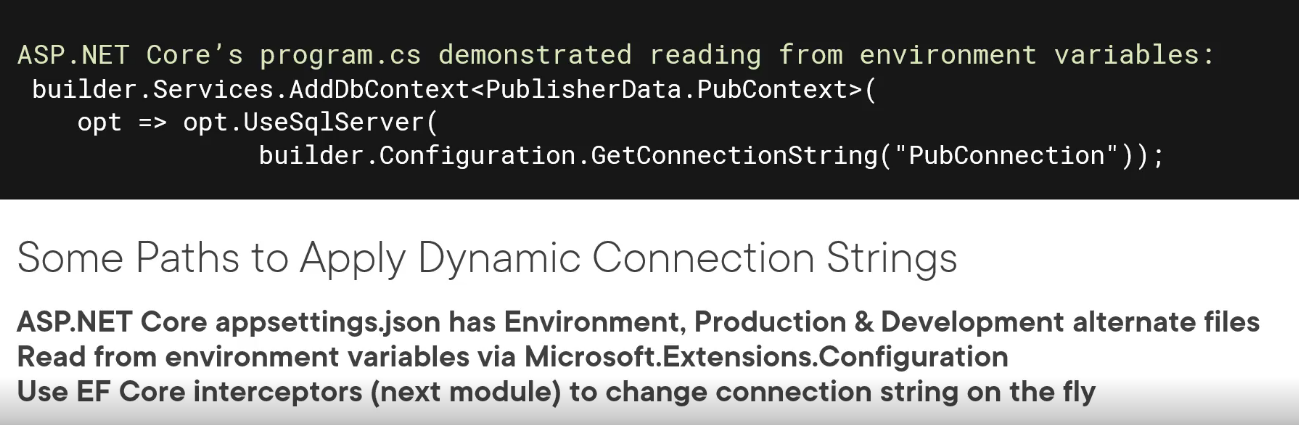 ASP.NET Core’s program.cs demonstrated reading from environment variables:
builder.Services.AddDbContext<PublisherData.PubContext>(
opt => opt.UseSqlServer(
builder.Configuration.GetConnectionString("PubConnection"));
Some Paths to Apply Dynamic Connection Strings
ASP.NET Core appsettings.json has Environment, Production & Development alternate files
Read from environment variables via Microsoft.Extensions.Configuration
Use EF Core interceptors (next module) to change connection string on the fly